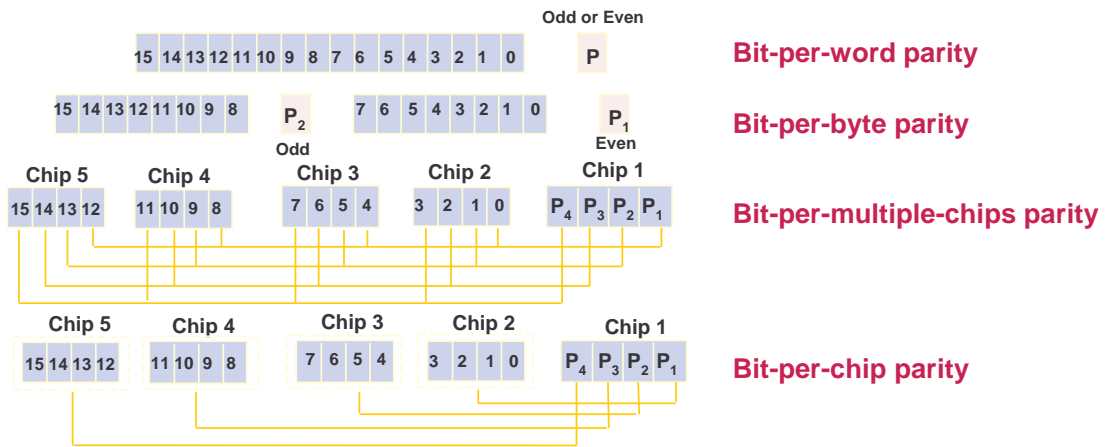 Odd or Even
15 14 13 12 11 10 9 8 7 6 5 4 3 2 1 0 P Bit-per-word parity
15 14 13 12 11 10 9 8 P2 7 6 5 4 3 2 1 0 P1 Bit-per-byte parity
Odd Even
Chip 5 Chip 4 Chip 3 Chip 2 Chip 1
15 14 13 12 11 10 9 8 7 6 5 4 3 2 1 0 P4 P3 P2 P1 Bit-per-multiple-chips parity
Chip 5 Chip 4 Chip 3 Chip 2 Chip 1
15 14 13 12 11 10 9 8 7 6 5 4 3 2 1 0 P4 P3 P2 P1 Bit-per-chip parity